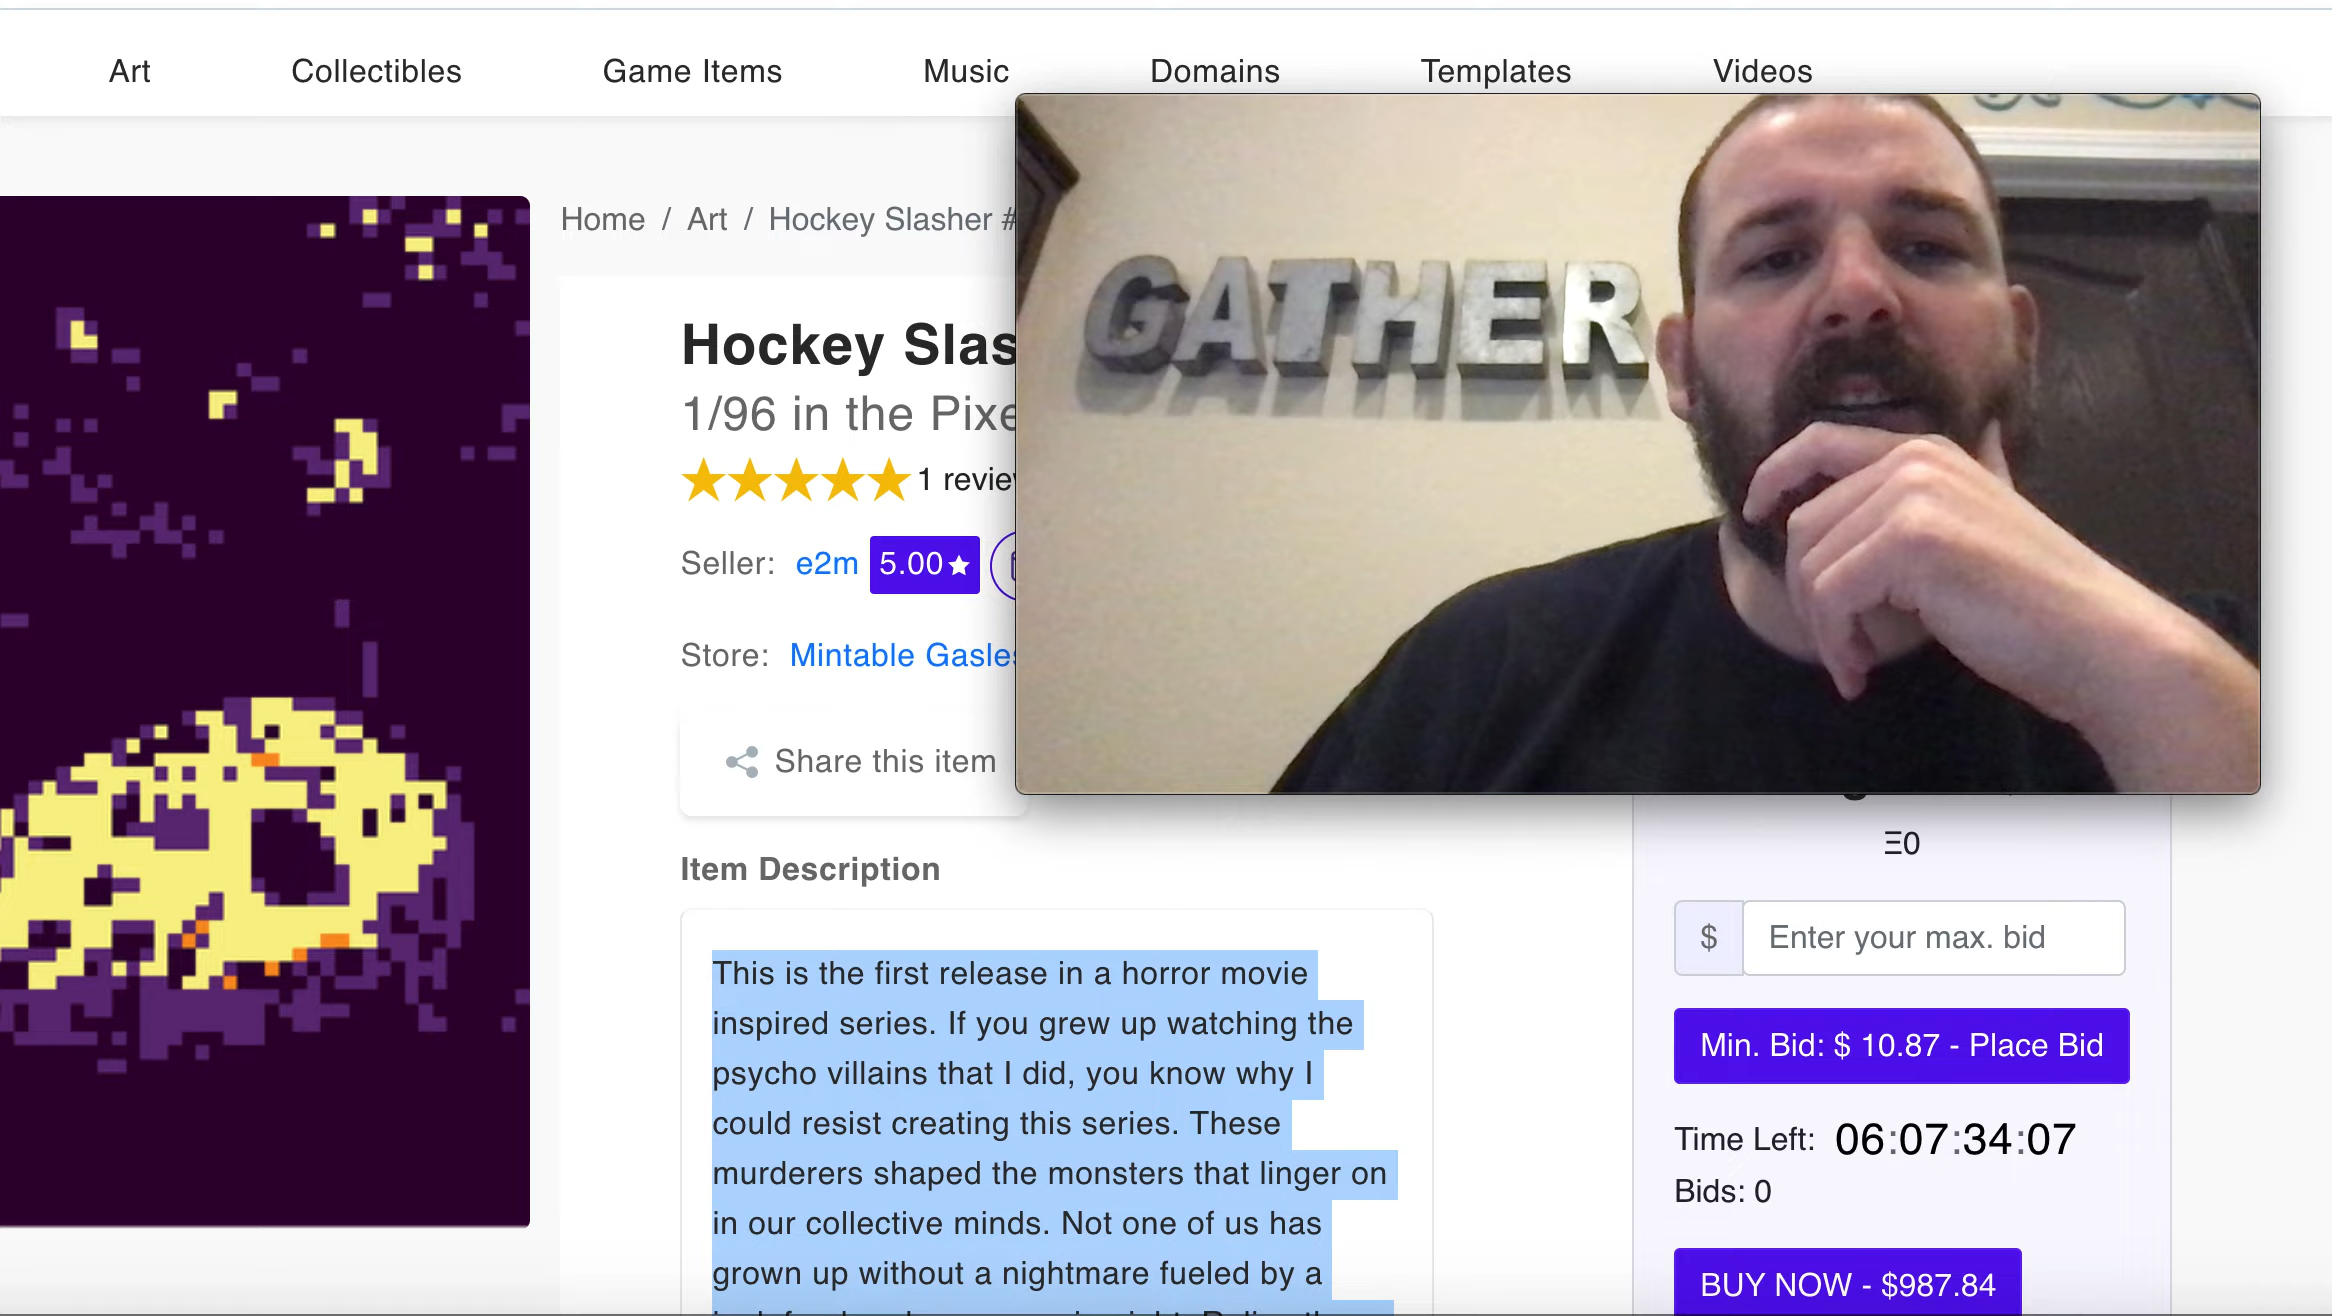 Art Collectibles Game Items Music Domains Templates Videos
Home / Art / Hockey Slasher #
Hockey Slas
1/96 in the Pixe
1 review
Seller: e2m 5.00
Store: Mintable Gasles
Share this item
GATHER
Item Description
This is the first release in a horror movie
inspired series. If you grew up watching the
psycho villains that I did, you know why I
could resist creating this series. These
murderers shaped the monsters that linger on
in our collective minds. Not one of us has
grown up without a nightmare fueled by a
Ξ0
$ Enter your max. bid
Min. Bid: $ 10.87 - Place Bid
Time Left: 06:07:34:07
Bids: 0
BUY NOW - $987.84